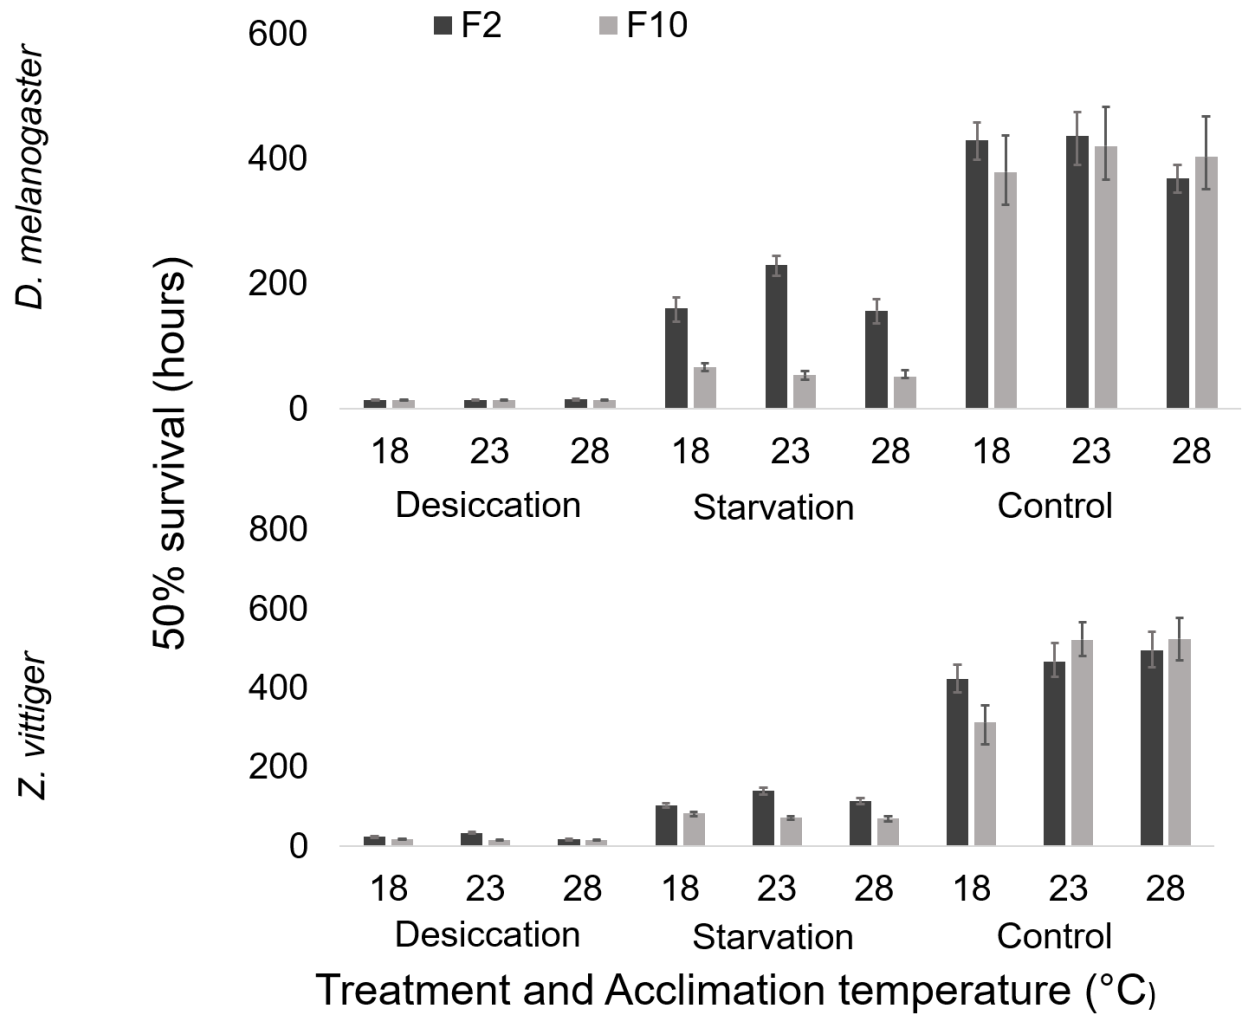 F2 F10
D. melanogaster
50% survival (hours)
600
400
200
0
18 23 28 18 23 28 18 23 28
Desiccation Starvation Control
Z. vittiger
800
600
400
200
0
18 23 28 18 23 28 18 23 28
Desiccation Starvation Control
Treatment and Acclimation temperature (°C)